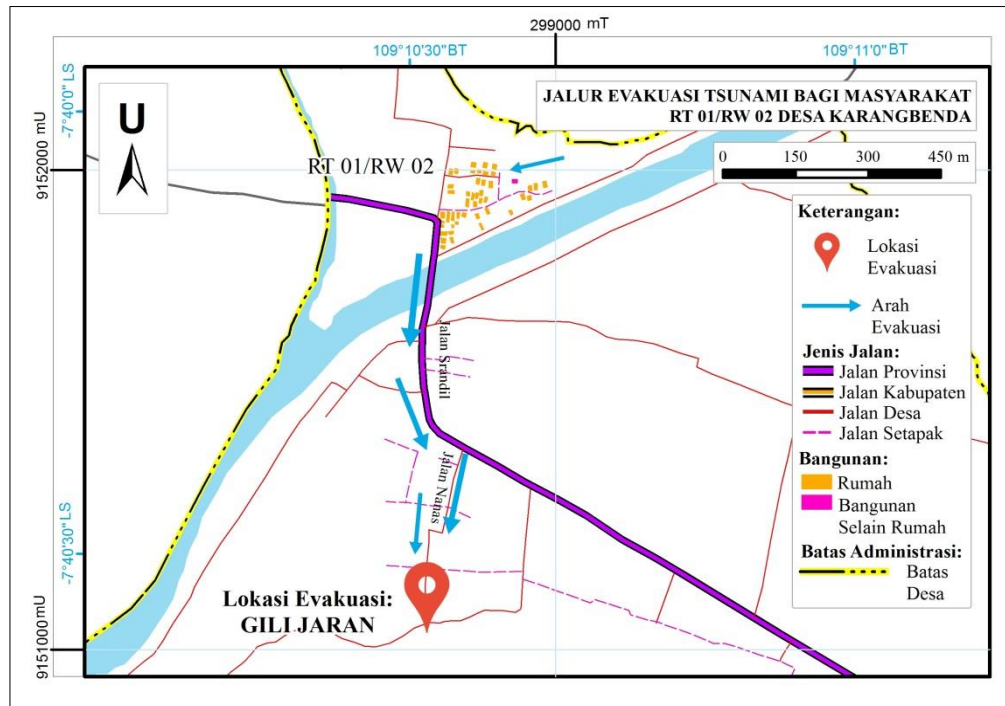 299000 mT
109°10'30" BT
109°11'0" BT
-7°40'0" LS
9152000 mU
U
JALUR EVAKUASI TSUNAMI BAGI MASYARAKAT
RT 01/RW 02 DESA KARANGBENDA
0 150 300 450 m
RT 01/RW 02
Keterangan:
Lokasi
Evakuasi
Arah
Evakuasi
Jenis Jalan:
Jalan Provinsi
Jalan Kabupaten
Jalan Desa
Jalan Setapak
Bangunan:
Rumah
Bangunan
Selain Rumah
Batas Administrasi:
Batas
Desa
Jalan Srandil
Jalan Nanas
-7°40'30" LS
Lokasi Evakuasi:
GILI JARAN
9151000 mU